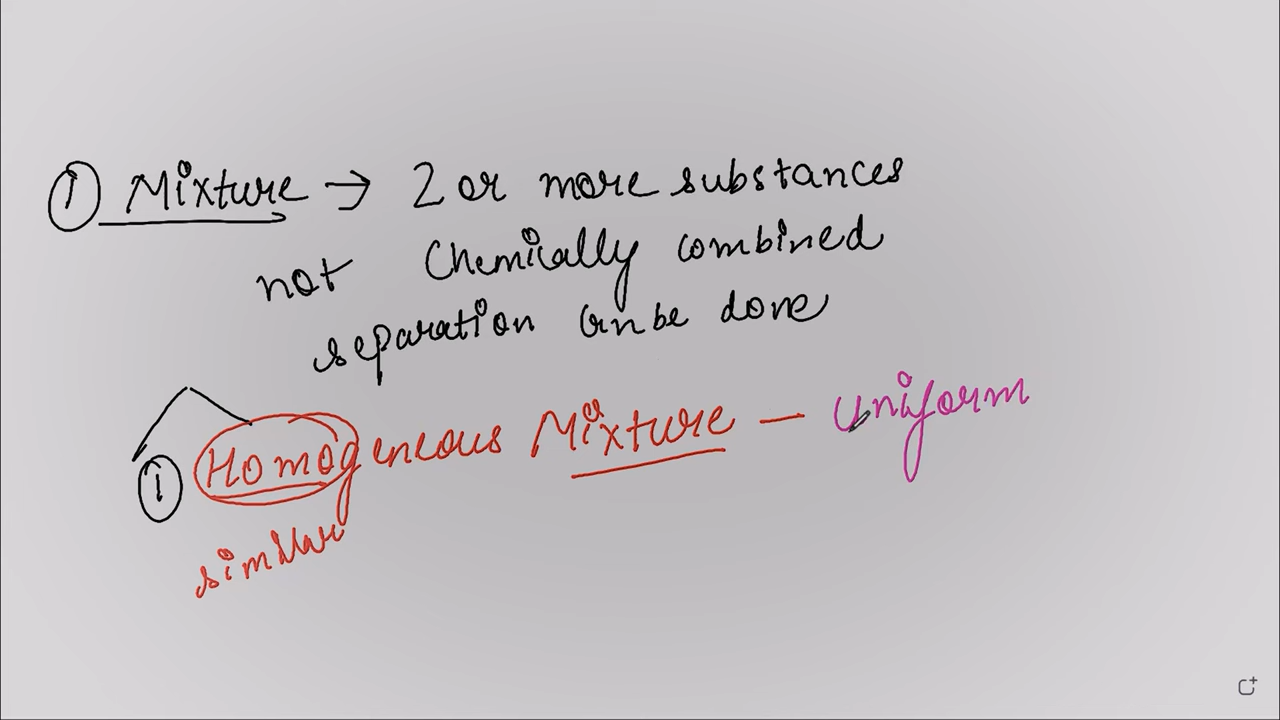 ① Mixture → 2 or more substances
not Chemically combined
separation can be done
① Homogeneous Mixture — Uniform
similar